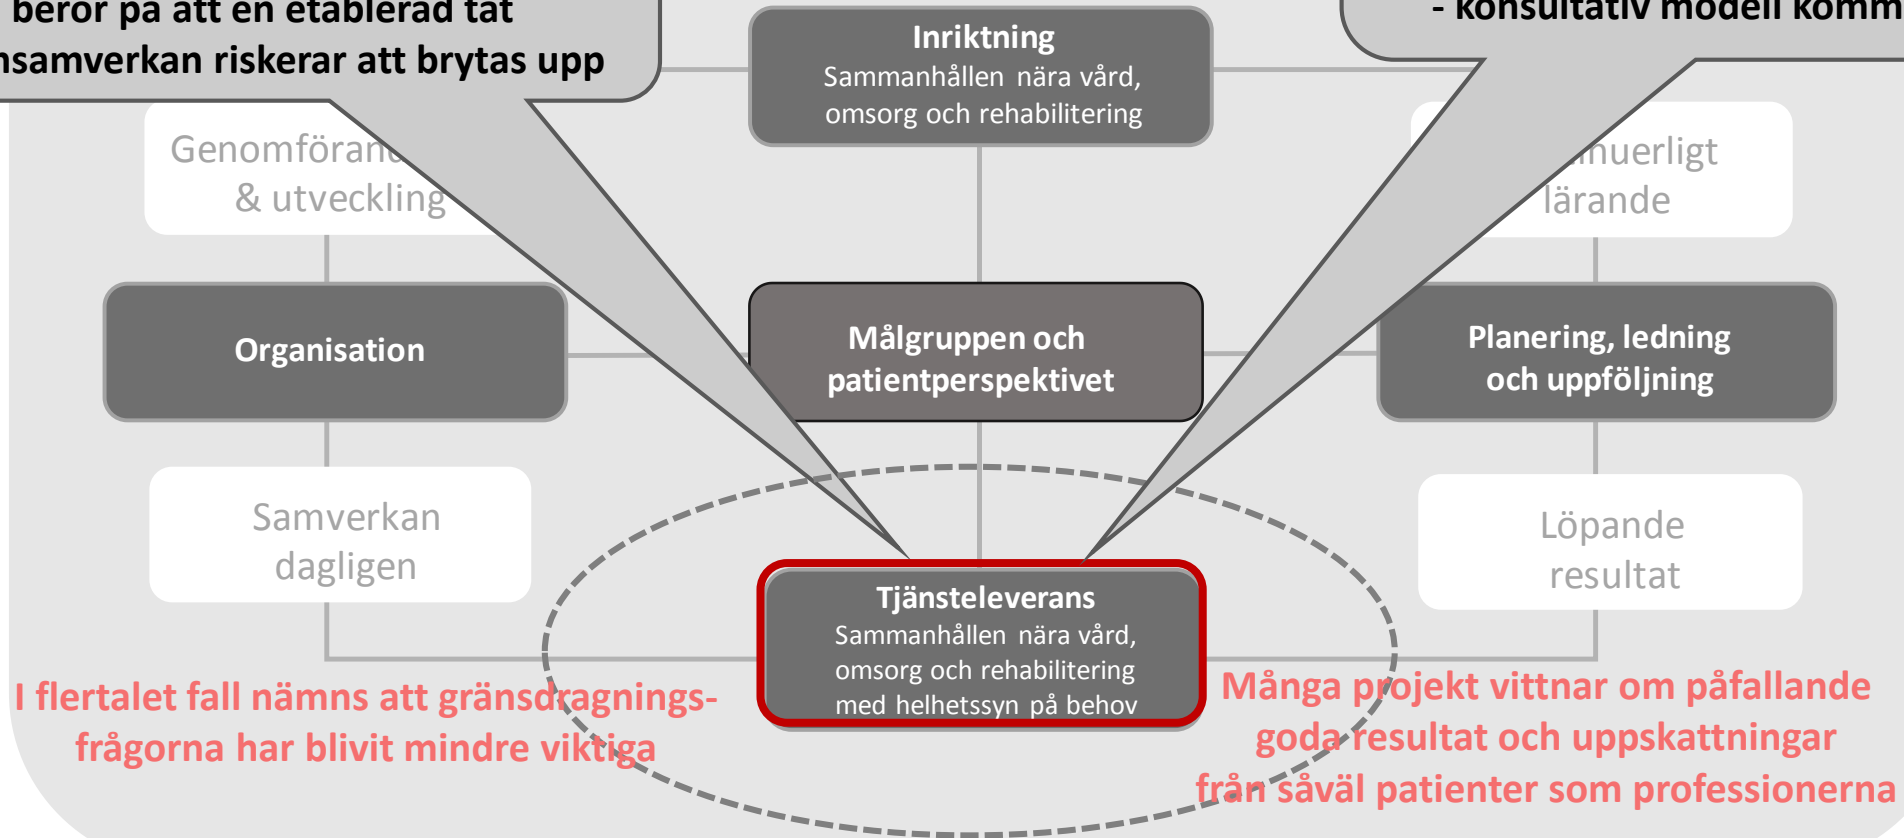 beror på att en etablerad tät
samverkan riskerar att brytas upp
- konsultativ modell
Inriktning
Sammanhållen nära vård,
omsorg och rehabilitering
& utveckling
lärande
Organisation
Målgruppen och
patientperspektivet
Planering, ledning
och uppföljning
Samverkan
dagligen
Löpande
resultat
Tjänsteleverans
Sammanhållen nära vård,
omsorg och rehabilitering
med helhetssyn på behov
I flertalet fall nämns att gränsdragnings-
frågorna har blivit mindre viktiga
Många projekt vittnar om påfallande
goda resultat och uppskattningar
från såväl patienter som professionerna